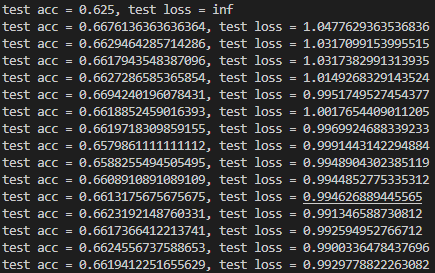 test acc = 0.625, test loss = inf
test acc = 0.6676136363636364, test loss = 1.0477629363536836
test acc = 0.6629464285714286, test loss = 1.0317099153995515
test acc = 0.6617943548387096, test loss = 1.0317382991313935
test acc = 0.6627286585365854, test loss = 1.0149268329143524
test acc = 0.6694240196078431, test loss = 0.9951749527454377
test acc = 0.6618852459016393, test loss = 1.0017654409011205
test acc = 0.6619718309859155, test loss = 0.9969924688339233
test acc = 0.6579861111111112, test loss = 0.9991443142294884
test acc = 0.6588255494505495, test loss = 0.9948904302385119
test acc = 0.6608910891089109, test loss = 0.9944852775335312
test acc = 0.6613175675675675, test loss = 0.994626889445565
test acc = 0.6623192148760331, test loss = 0.991346588730812
test acc = 0.6617366412213741, test loss = 0.992594952766712
test acc = 0.6624556737588653, test loss = 0.9900336478437696
test acc = 0.6619412251655629, test loss = 0.9929778822263082